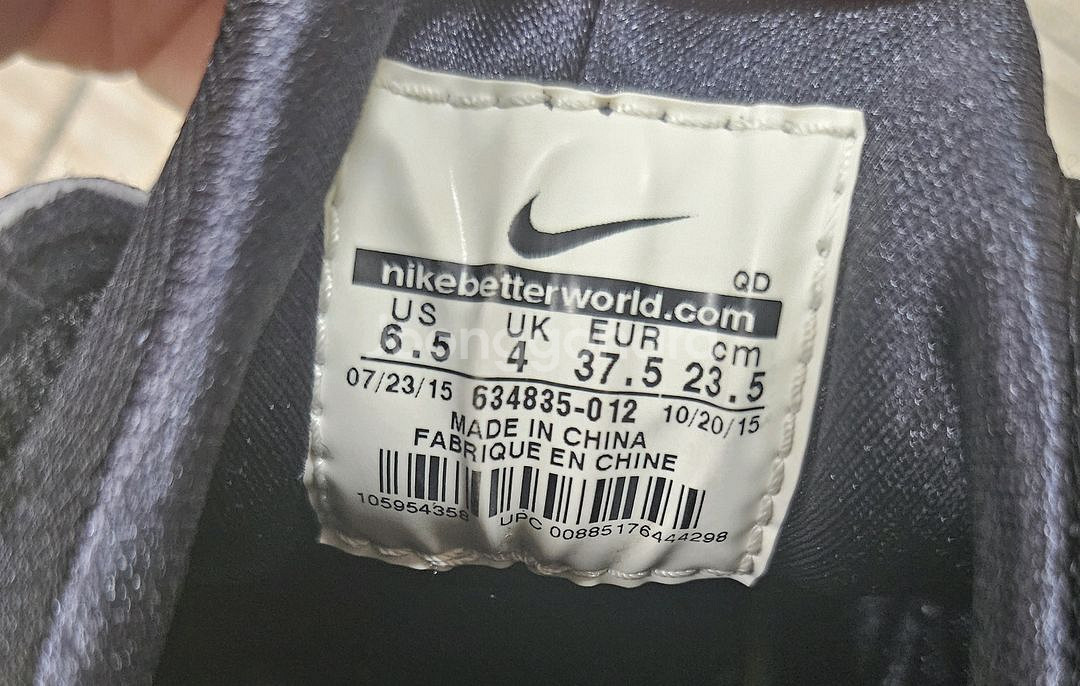 QD
nikebetterworld.com
US UK EUR cm
6.5 4 37.5 23.5
07/23/15 634835-012 10/20/15
MADE IN CHINA
FABRIQUE EN CHINE
105954358 UPC 00885176444298